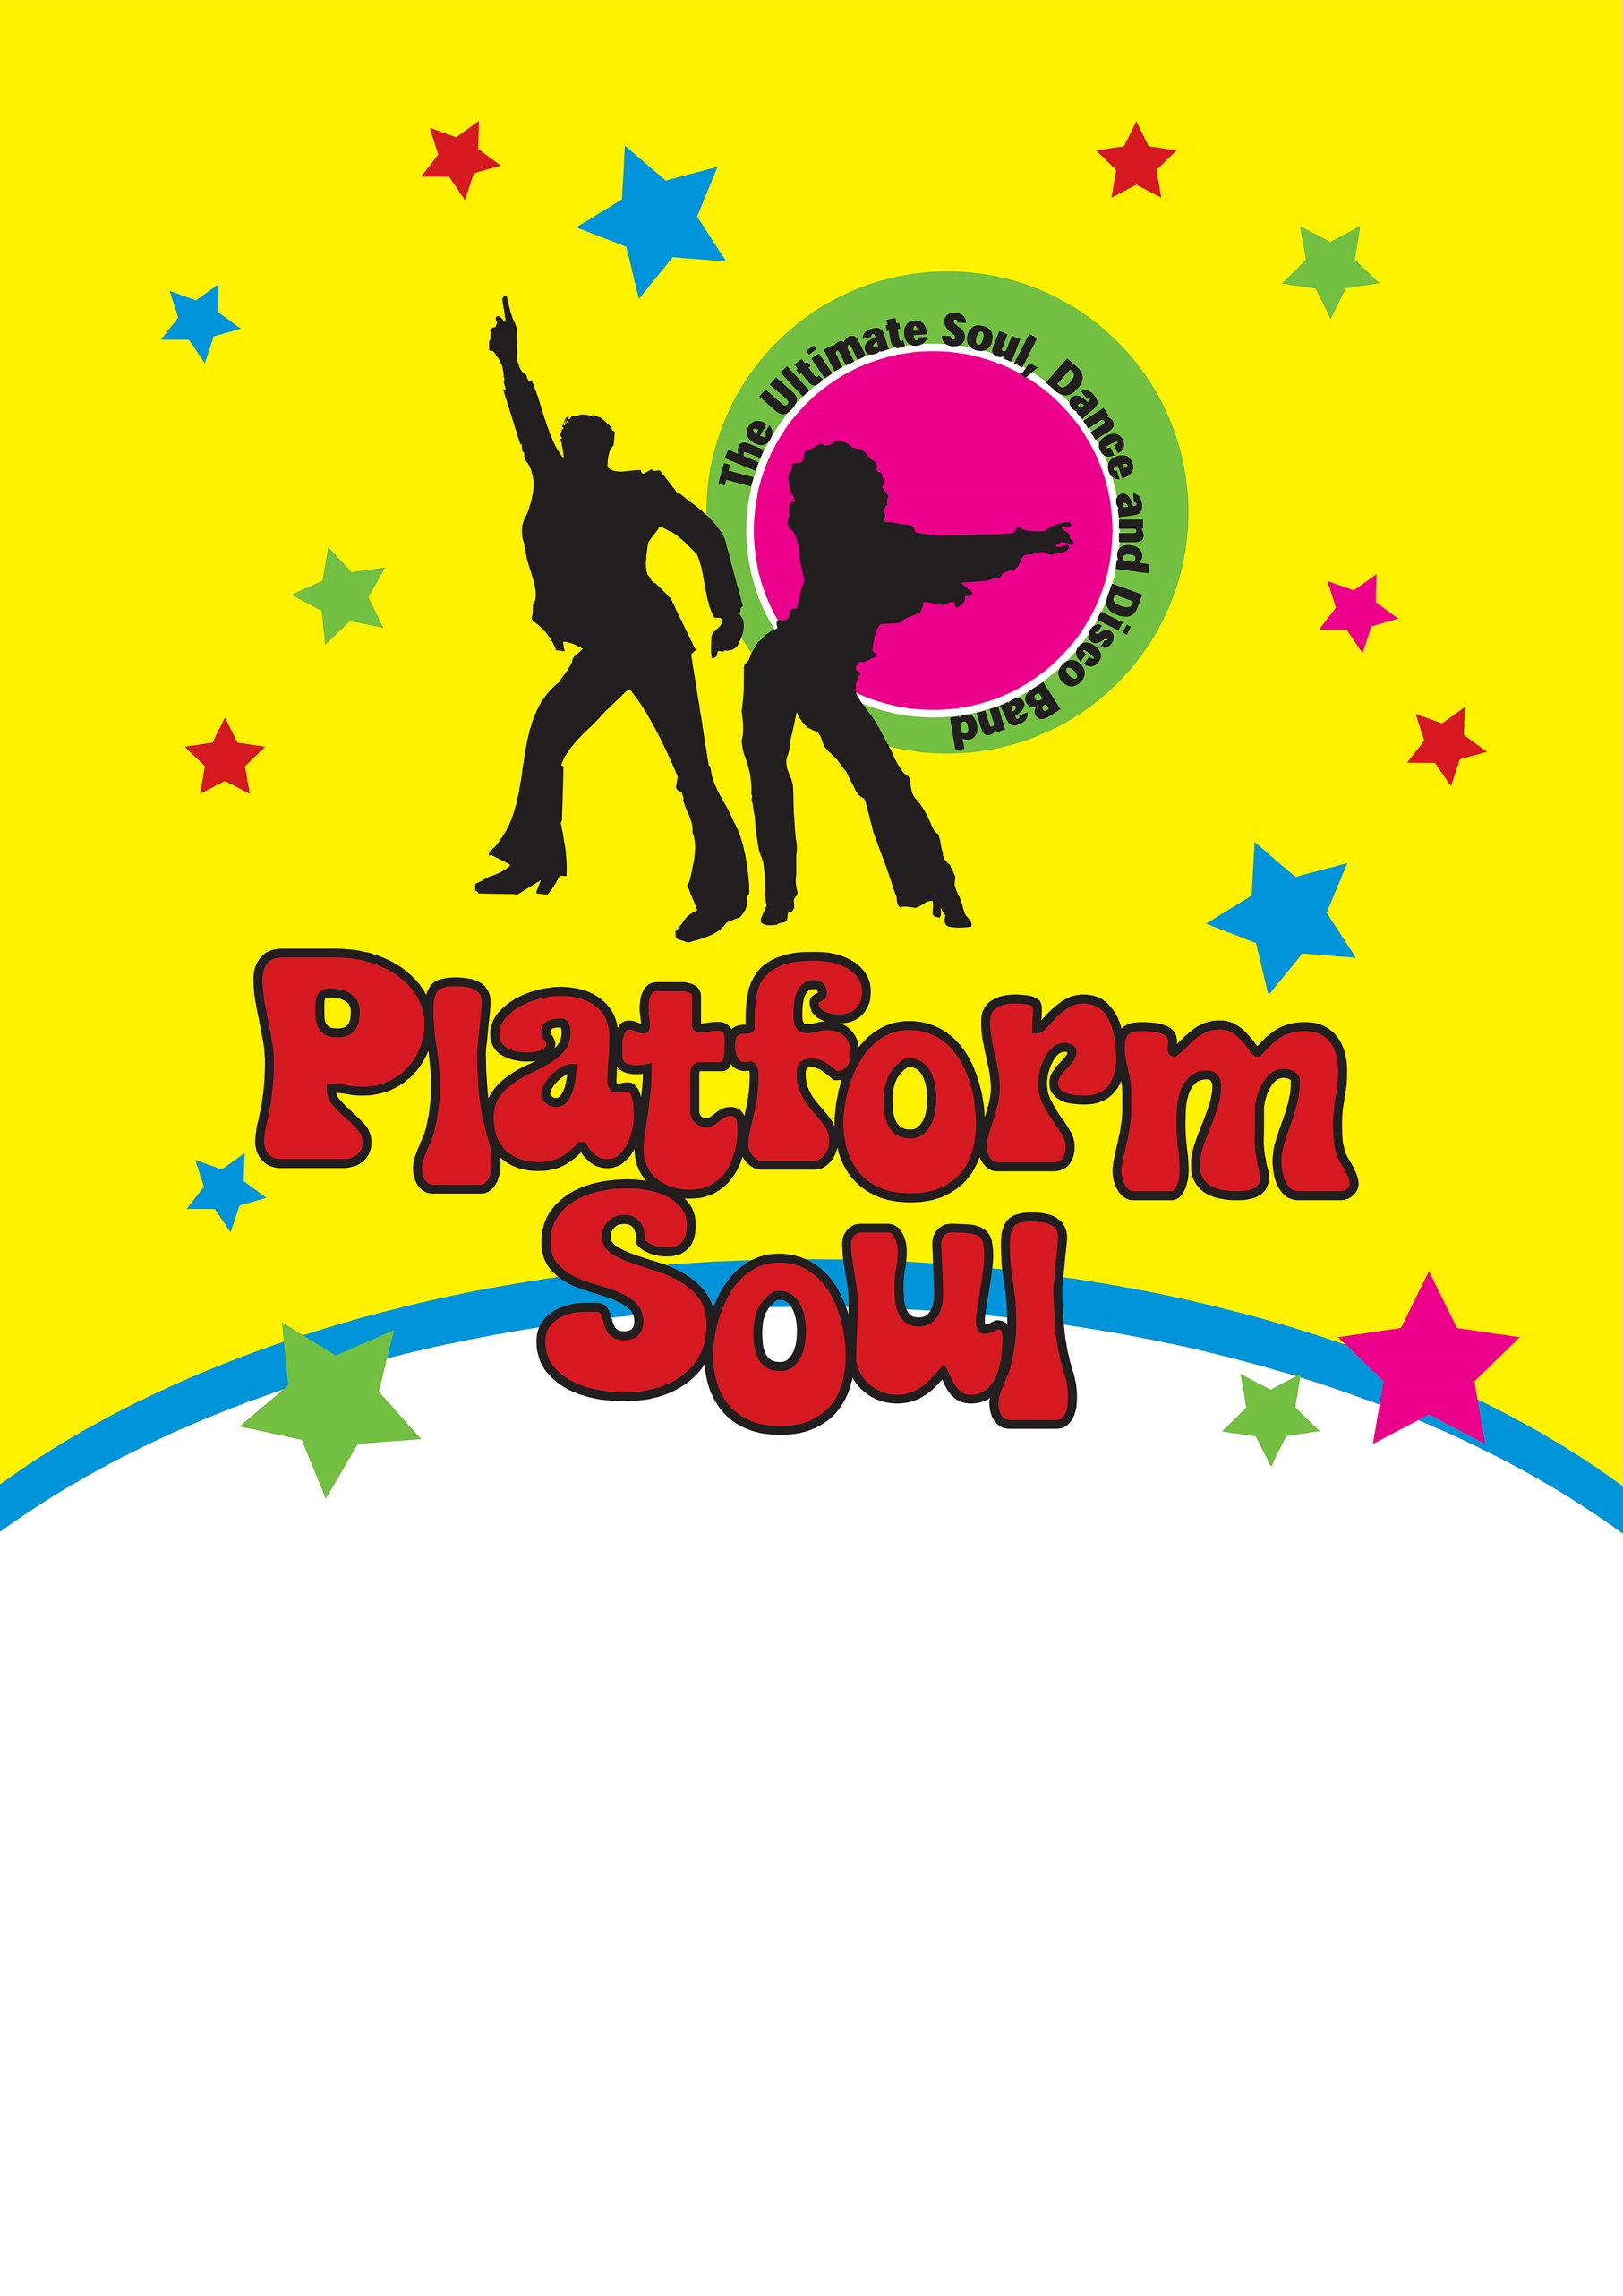 The Ultimate Soul, Dance and Disco Band
Platform
Soul